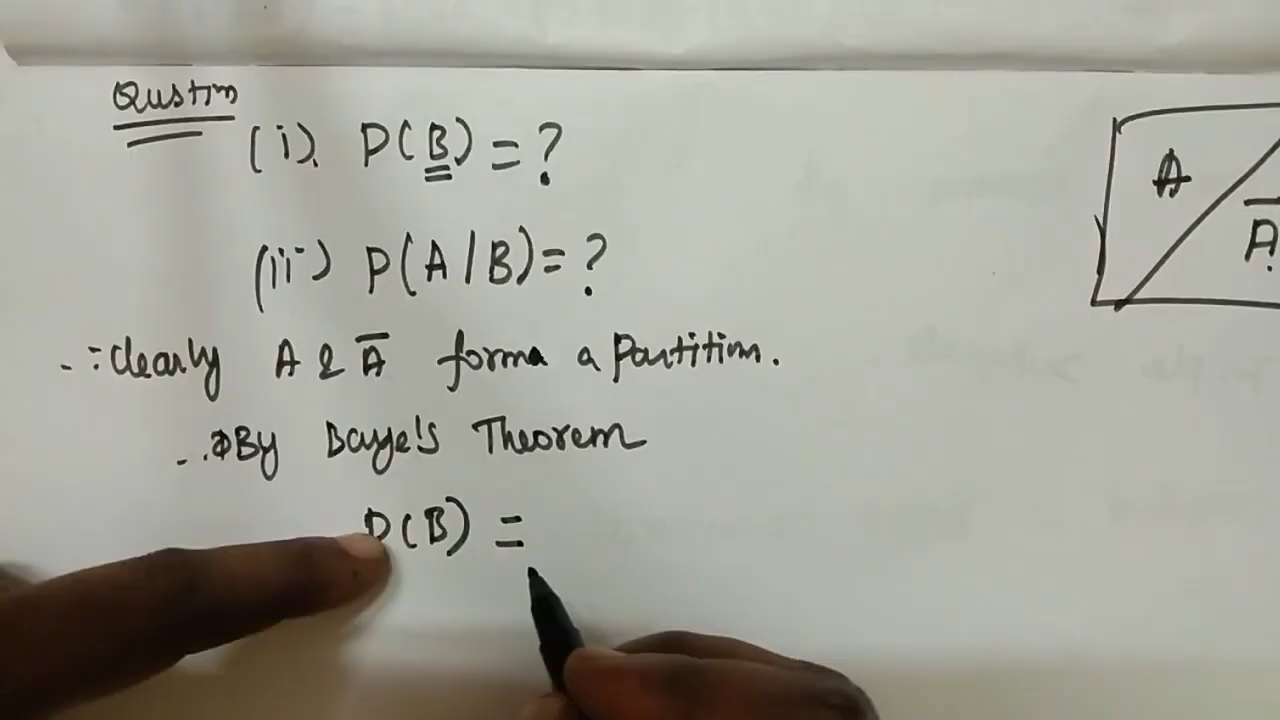 Qustin
(i). P(B) = ?
(ii) P(A/B) = ?
∵ Clearly A & A̅ forms a Partition.
∴ By Baye's Theorem
P(B) =
A
A̅